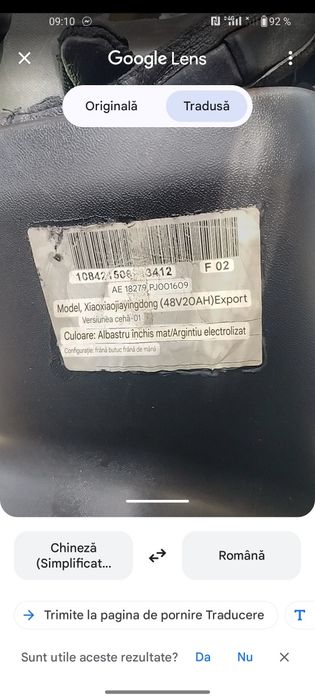 09:10
92 %
Google Lens
Originală
Tradusă
F 02
AE 18279 PJ001609
Model, Xiaoxiaojiayingdong (48V20AH)Export
Versiunea cehă-01
Culoare: Albastru închis mat/Argintiu electrolizat
Configurație: frână butuc frână de mână
Chineză
(Simplificat...
Română
Trimite la pagina de pornire Traducere
T
Sunt utile aceste rezultate?
Da
Nu